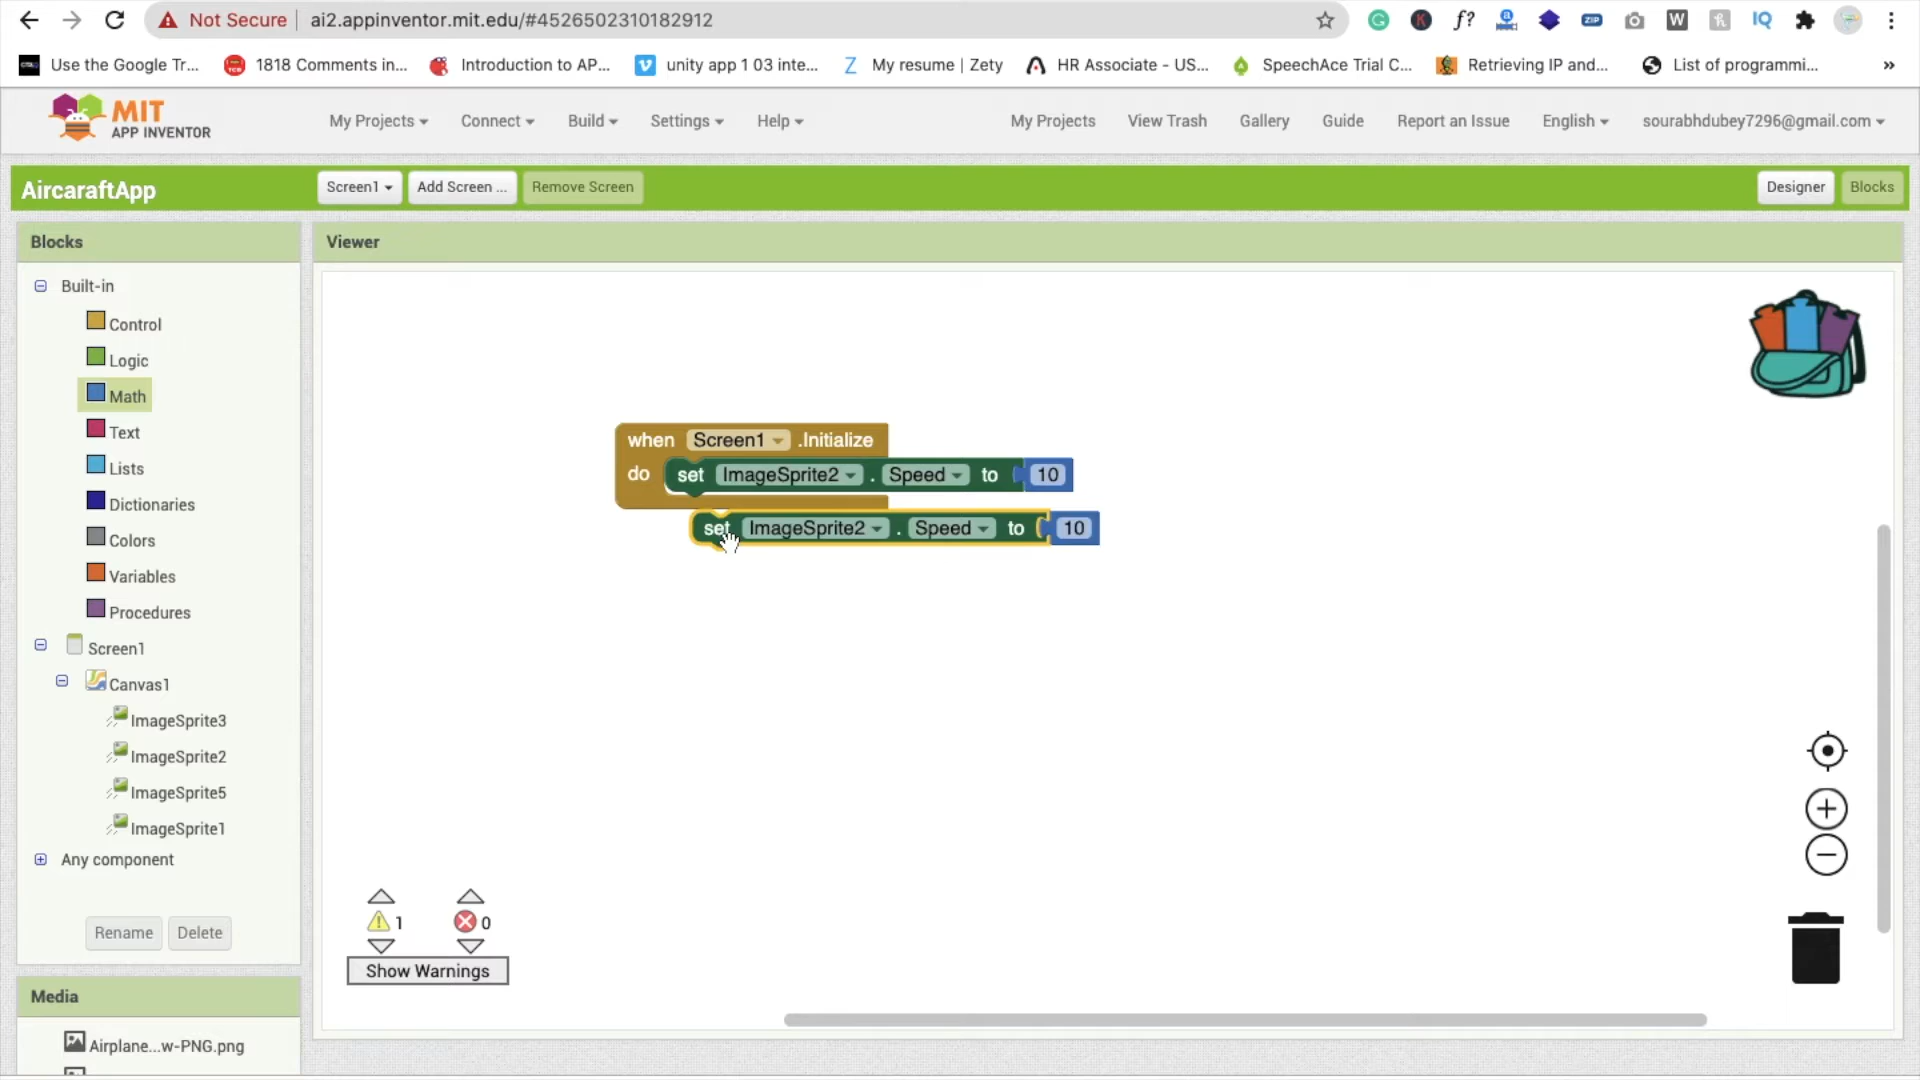 Not Secure ai2.appinventor.mit.edu/#4526502310182912
Use the Google Tr... 1818 Comments in... Introduction to AP... unity app 1 03 inte... My resume | Zety HR Associate - US... SpeechAce Trial C... Retrieving IP and... List of programmi... »
MIT
APP INVENTOR
My Projects Connect Build Settings Help My Projects View Trash Gallery Guide Report an Issue English sourabhdubey7296@gmail.com
AircaraftApp Screen1 Add Screen ... Remove Screen Designer Blocks
Blocks
Viewer
Built-in
Control
Logic
Math
Text
Lists
Dictionaries
Colors
Variables
Procedures
Screen1
Canvas1
ImageSprite3
ImageSprite2
ImageSprite5
ImageSprite1
Any component
Rename Delete
Media
Airplane...w-PNG.png
when Screen1 .Initialize
do set ImageSprite2 . Speed to 10
set ImageSprite2 . Speed to 10
1 0
Show Warnings